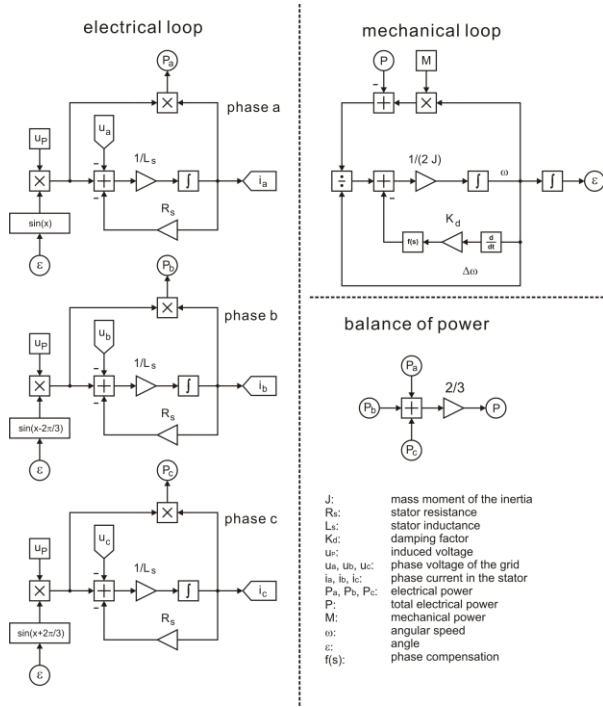 electrical loop
Pa
×
phase a
uP
ua
1/Ls
×
+
∫
ia
Rs
sin(x)
ε
Pb
×
phase b
uP
ub
1/Ls
×
+
∫
ib
Rs
sin(x-2π/3)
ε
Pc
×
phase c
uP
uc
1/Ls
×
+
∫
ic
Rs
sin(x+2π/3)
ε
mechanical loop
P
M
+
×
1/(2 J)
÷
+
∫
ω
∫
ε
Kd
f(s)
d/dt
Δω
balance of power
Pa
2/3
Pb
+
P
Pc
J: mass moment of the inertia
Rs: stator resistance
Ls: stator inductance
Kd: damping factor
uP: induced voltage
ua, ub, uc: phase voltage of the grid
ia, ib, ic: phase current in the stator
Pa, Pb, Pc: electrical power
P: total electrical power
M: mechanical power
ω: angular speed
ε: angle
f(s): phase compensation